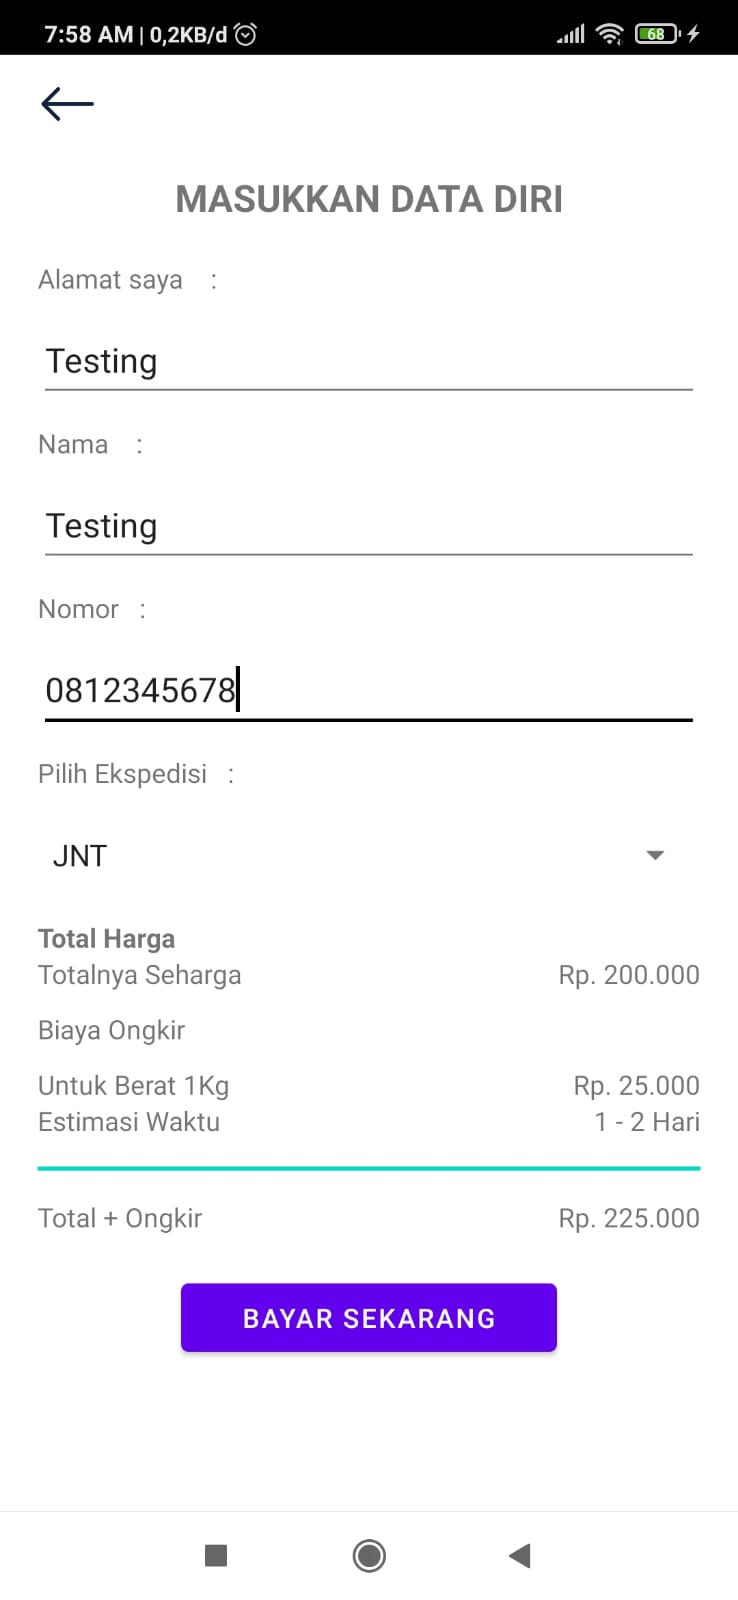 7:58 AM | 0,2KB/d
68
MASUKKAN DATA DIRI
Alamat saya :
Testing
Nama :
Testing
Nomor :
0812345678
Pilih Ekspedisi :
JNT
Total Harga
Totalnya Seharga Rp. 200.000
Biaya Ongkir
Untuk Berat 1Kg Rp. 25.000
Estimasi Waktu 1 - 2 Hari
Total + Ongkir Rp. 225.000
BAYAR SEKARANG